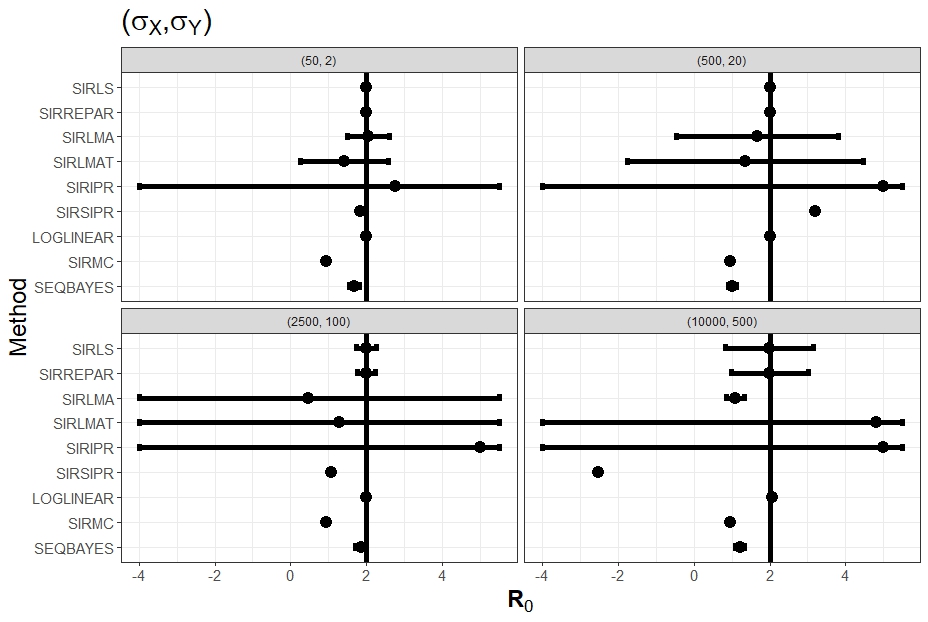 (σX,σY)
(50, 2)
(500, 20)
SIRLS
SIRREPAR
SIRLMA
SIRLMAT
SIRIPR
SIRSIPR
LOGLINEAR
SIRMC
SEQBAYES
Method
(2500, 100)
(10000, 500)
SIRLS
SIRREPAR
SIRLMA
SIRLMAT
SIRIPR
SIRSIPR
LOGLINEAR
SIRMC
SEQBAYES
-4 -2 0 2 4 -4 -2 0 2 4
R0